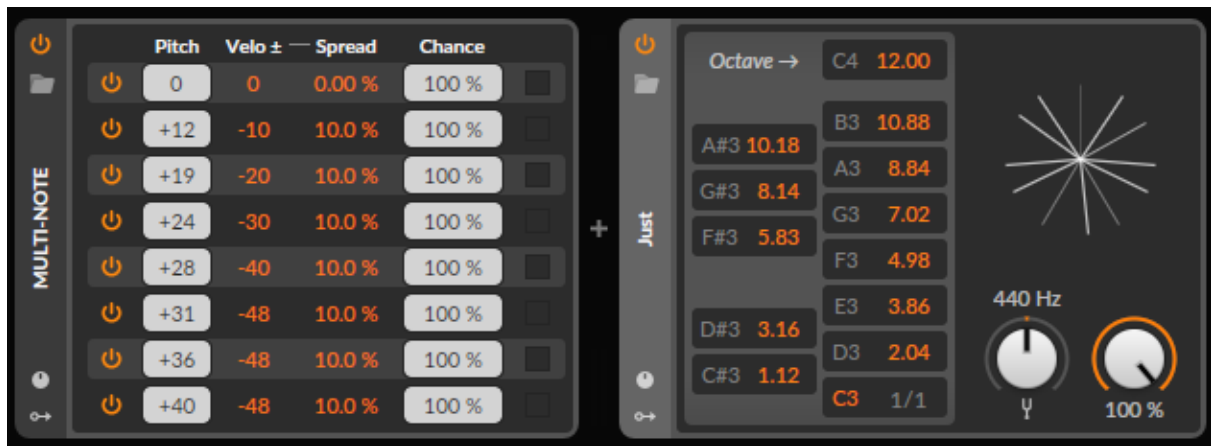 MULTI-NOTE
Pitch Velo ± Spread Chance
0 0 0.00 % 100 %
+12 -10 10.0 % 100 %
+19 -20 10.0 % 100 %
+24 -30 10.0 % 100 %
+28 -40 10.0 % 100 %
+31 -48 10.0 % 100 %
+36 -48 10.0 % 100 %
+40 -48 10.0 % 100 %
+
Just
Octave → C4 12.00
B3 10.88
A#3 10.18
A3 8.84
G#3 8.14
G3 7.02
F#3 5.83
F3 4.98
E3 3.86
D#3 3.16
D3 2.04
C#3 1.12
C3 1/1
440 Hz
100 %